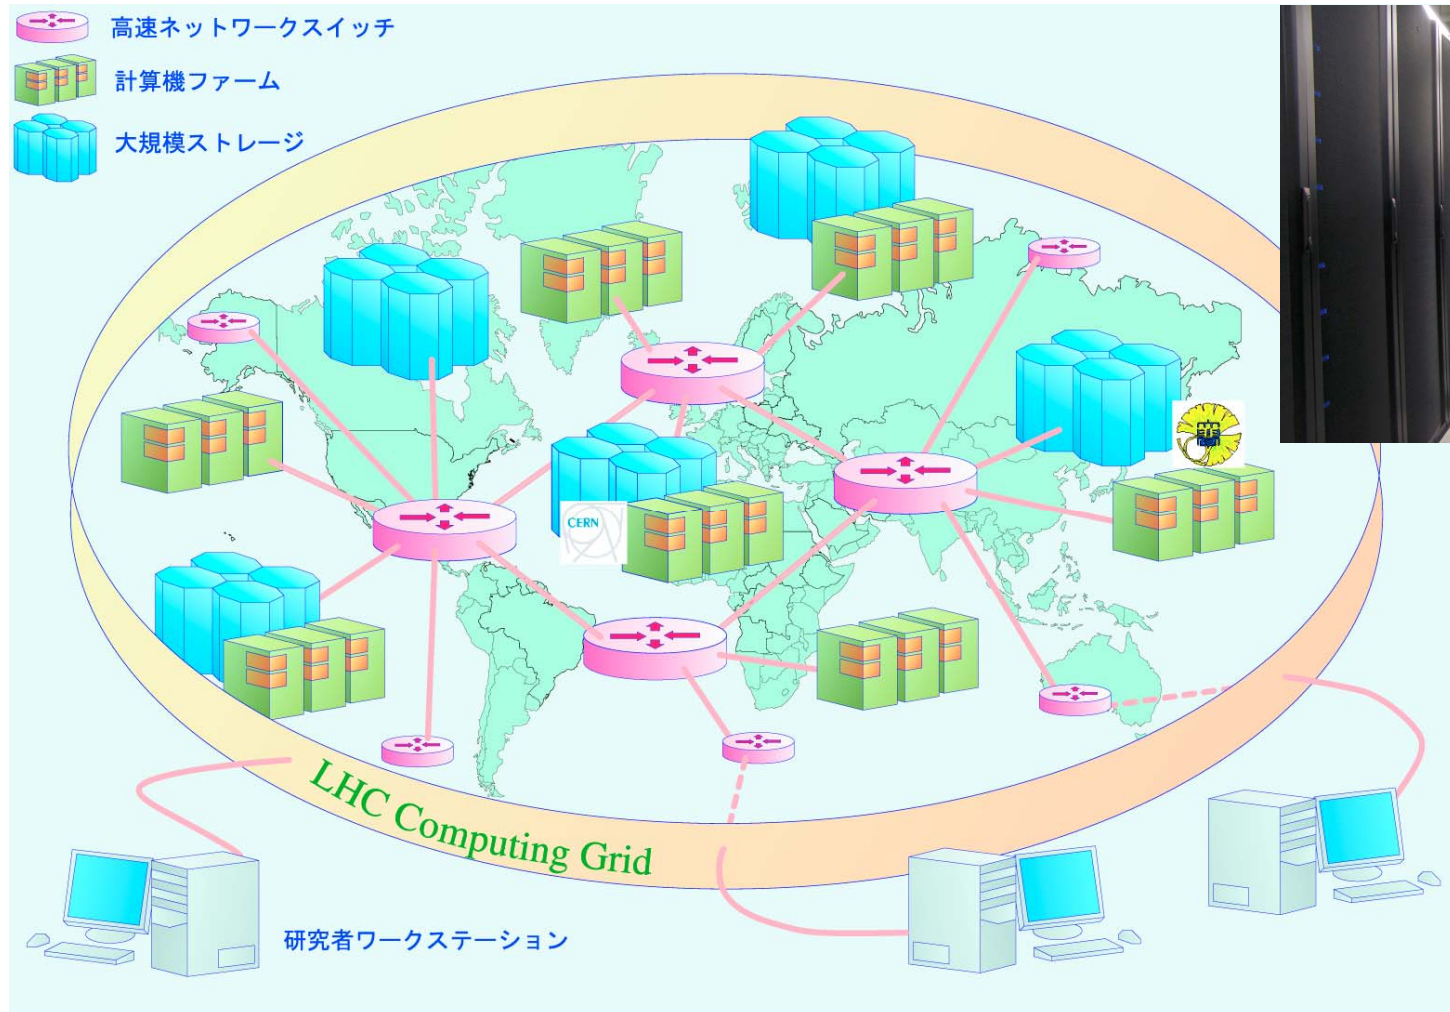 高速ネットワークスイッチ
計算機ファーム
大規模ストレージ
CERN
LHC Computing Grid
研究者ワークステーション